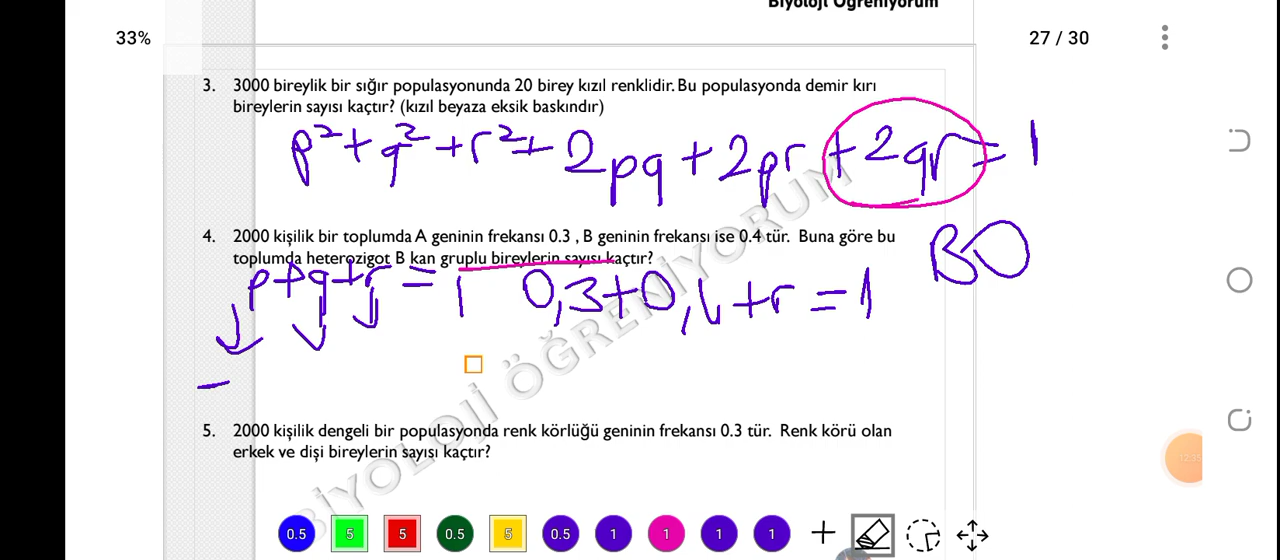 Biyoloji Öğreniyorum
33%
27 / 30
3. 3000 bireylik bir sığır populasyonunda 20 birey kızıl renklidir. Bu populasyonda demir kırı
bireylerin sayısı kaçtır? (kızıl beyaza eksik baskındır)
p² + q² + r² + 2pq + 2pr + 2qr = 1
4. 2000 kişilik bir toplumda A geninin frekansı 0.3 , B geninin frekansı ise 0.4 tür. Buna göre bu
toplumda heterozigot B kan gruplu bireylerin sayısı kaçtır?
BO
p+q+r = 1 0,3+0,4+r = 1
BİYOLOJİ ÖĞRENİYORUM
5. 2000 kişilik dengeli bir populasyonda renk körlüğü geninin frekansı 0.3 tür. Renk körü olan
erkek ve dişi bireylerin sayısı kaçtır?
12:35
0.5 5 5 0.5 5 0.5 1 1 1 1 +